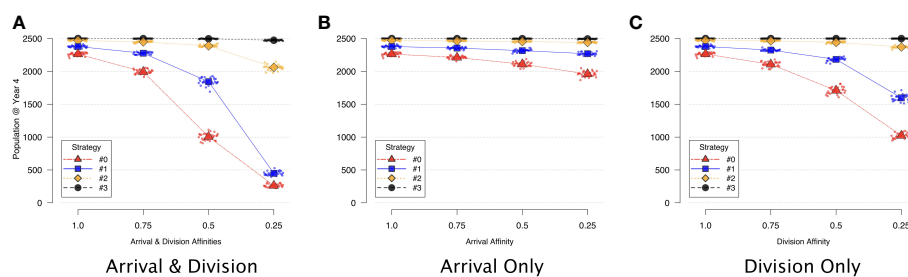 A
Population @ Year 4
2500
2000
1500
1000
500
0
Strategy
#0
#1
#2
#3
1.0 0.75 0.5 0.25
Arrival & Division Affinities
Arrival & Division
B
2500
2000
1500
1000
500
0
Strategy
#0
#1
#2
#3
1.0 0.75 0.5 0.25
Arrival Affinity
Arrival Only
C
2500
2000
1500
1000
500
0
Strategy
#0
#1
#2
#3
1.0 0.75 0.5 0.25
Division Affinity
Division Only